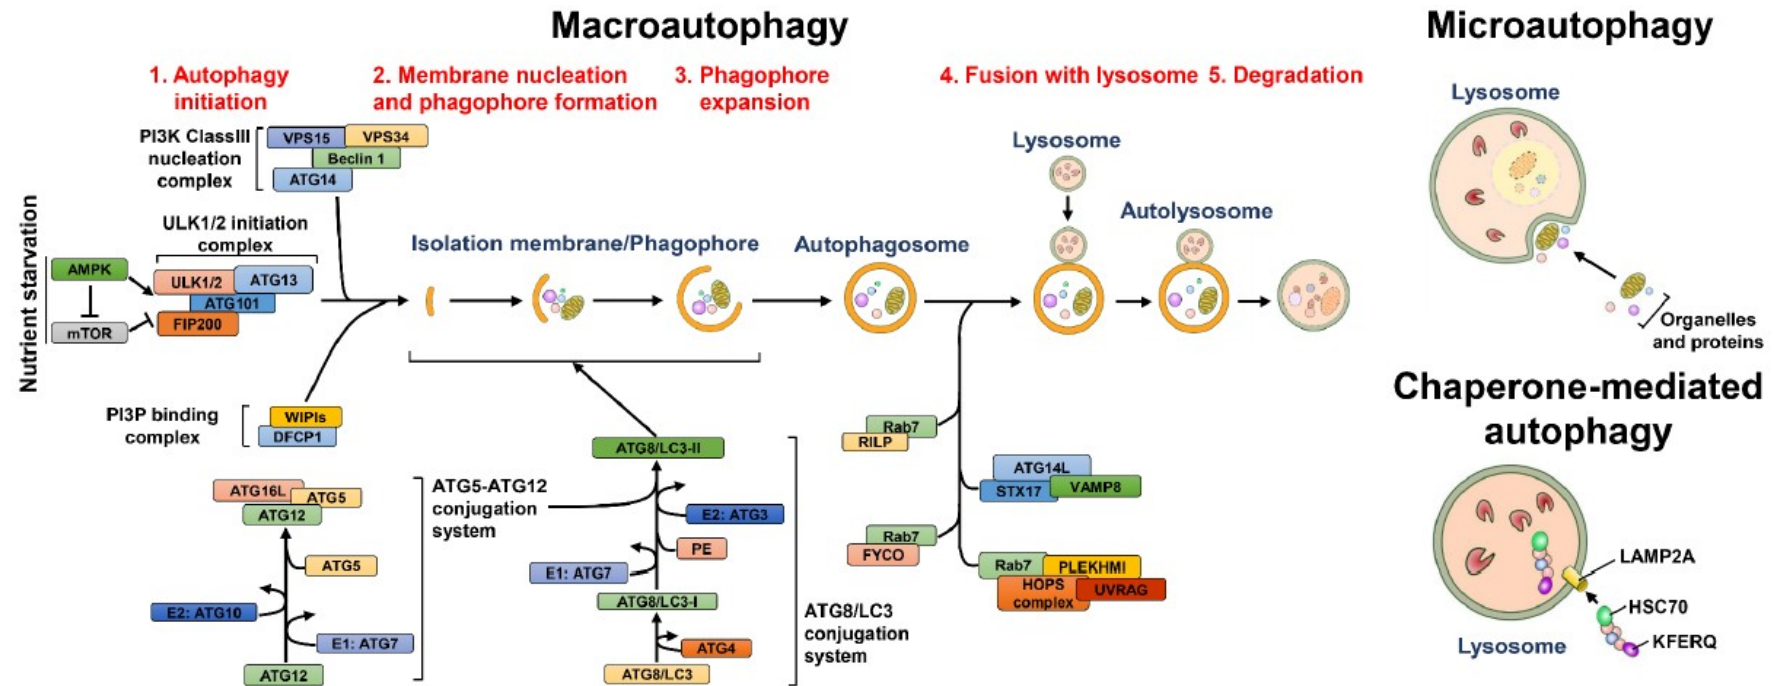 Macroautophagy
1. Autophagy
initiation
2. Membrane nucleation
and phagophore formation
3. Phagophore
expansion
4. Fusion with lysosome
5. Degradation
PI3K ClassIII
nucleation
complex
VPS15
VPS34
Beclin 1
ATG14
Nutrient starvation
ULK1/2 initiation
complex
AMPK
mTOR
ULK1/2
ATG13
ATG101
FIP200
PI3P binding
complex
WIPIs
DFCP1
Isolation membrane/Phagophore
Autophagosome
Lysosome
Autolysosome
ATG16L
ATG5
ATG12
ATG5
E2: ATG10
E1: ATG7
ATG12
ATG5-ATG12
conjugation
system
ATG8/LC3-II
E2: ATG3
PE
E1: ATG7
ATG8/LC3-I
ATG4
ATG8/LC3
ATG8/LC3
conjugation
system
Rab7
RILP
ATG14L
STX17
VAMP8
Rab7
FYCO
Rab7
PLEKHMI
HOPS
complex
UVRAG
Microautophagy
Lysosome
Organelles
and proteins
Chaperone-mediated
autophagy
LAMP2A
HSC70
KFERQ
Lysosome